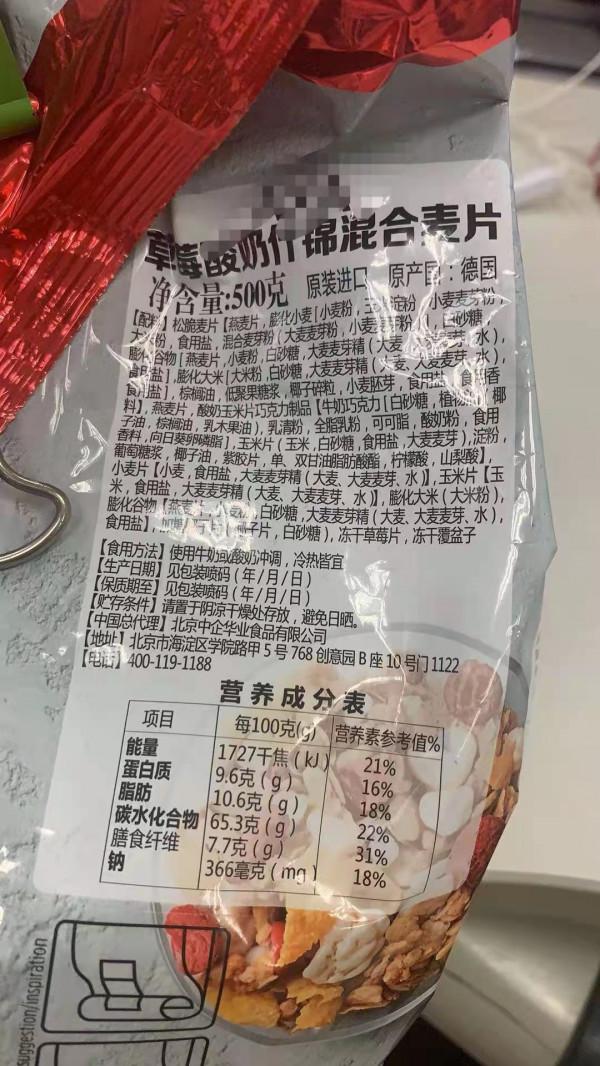 草莓酸奶什锦混合麦片
净含量:500克 原装进口 原产国:德国
【配料】松脆麦片【燕麦片,膨化小麦[小麦粉,玉米淀粉,小麦麦芽粉,
大米粉,食用盐,混合麦芽粉(大麦麦芽粉,小麦麦芽粉),白砂糖,
膨化谷物[燕麦片,小麦粉,白砂糖,大麦麦芽精(大麦、大麦麦芽、水),
食用盐],膨化大米[大米粉,白砂糖,大麦麦芽精(大麦、大麦麦芽、水),
食用盐],棕榈油,低聚果糖浆,椰子碎粒,小麦胚芽,食用盐,食用香
料】,燕麦片,酸奶玉米片巧克力制品【牛奶巧克力[白砂糖,植物油(椰
子油,棕榈油,乳木果油),乳清粉,全脂乳粉,可可脂,酸奶粉,食用
香料,向日葵卵磷脂],玉米片(玉米,白砂糖,食用盐,大麦麦芽),淀粉,
葡萄糖浆,椰子油,紫胶片,单、双甘油脂肪酸酯,柠檬酸,山梨酸】,
小麦片【小麦,食用盐,大麦麦芽精(大麦、大麦麦芽、水)】,玉米片【玉
米,食用盐,大麦麦芽精(大麦、大麦麦芽、水)】,膨化大米(大米粉),
膨化谷物【燕麦片,小麦粉,白砂糖,大麦麦芽精(大麦、大麦麦芽、水),
食用盐】,椰子片,白砂糖),冻干草莓片,冻干覆盆子
【食用方法】使用牛奶或酸奶冲调,冷热皆宜
【生产日期】见包装喷码(年/月/日)
【保质期至】见包装喷码(年/月/日)
【贮存条件】请置于阴凉干燥处存放,避免日晒。
【中国总代理】北京中企华业食品有限公司
【地址】北京市海淀区学院路甲5号768创意园B座10号门1122
【电话】400-119-1188
营养成分表
项目 每100克(g) 营养素参考值%
能量 1727千焦(kJ) 21%
蛋白质 9.6克(g) 16%
脂肪 10.6克(g) 18%
碳水化合物 65.3克(g) 22%
膳食纤维 7.7克(g) 31%
钠 366毫克(mg) 18%
suggestion/inspiration